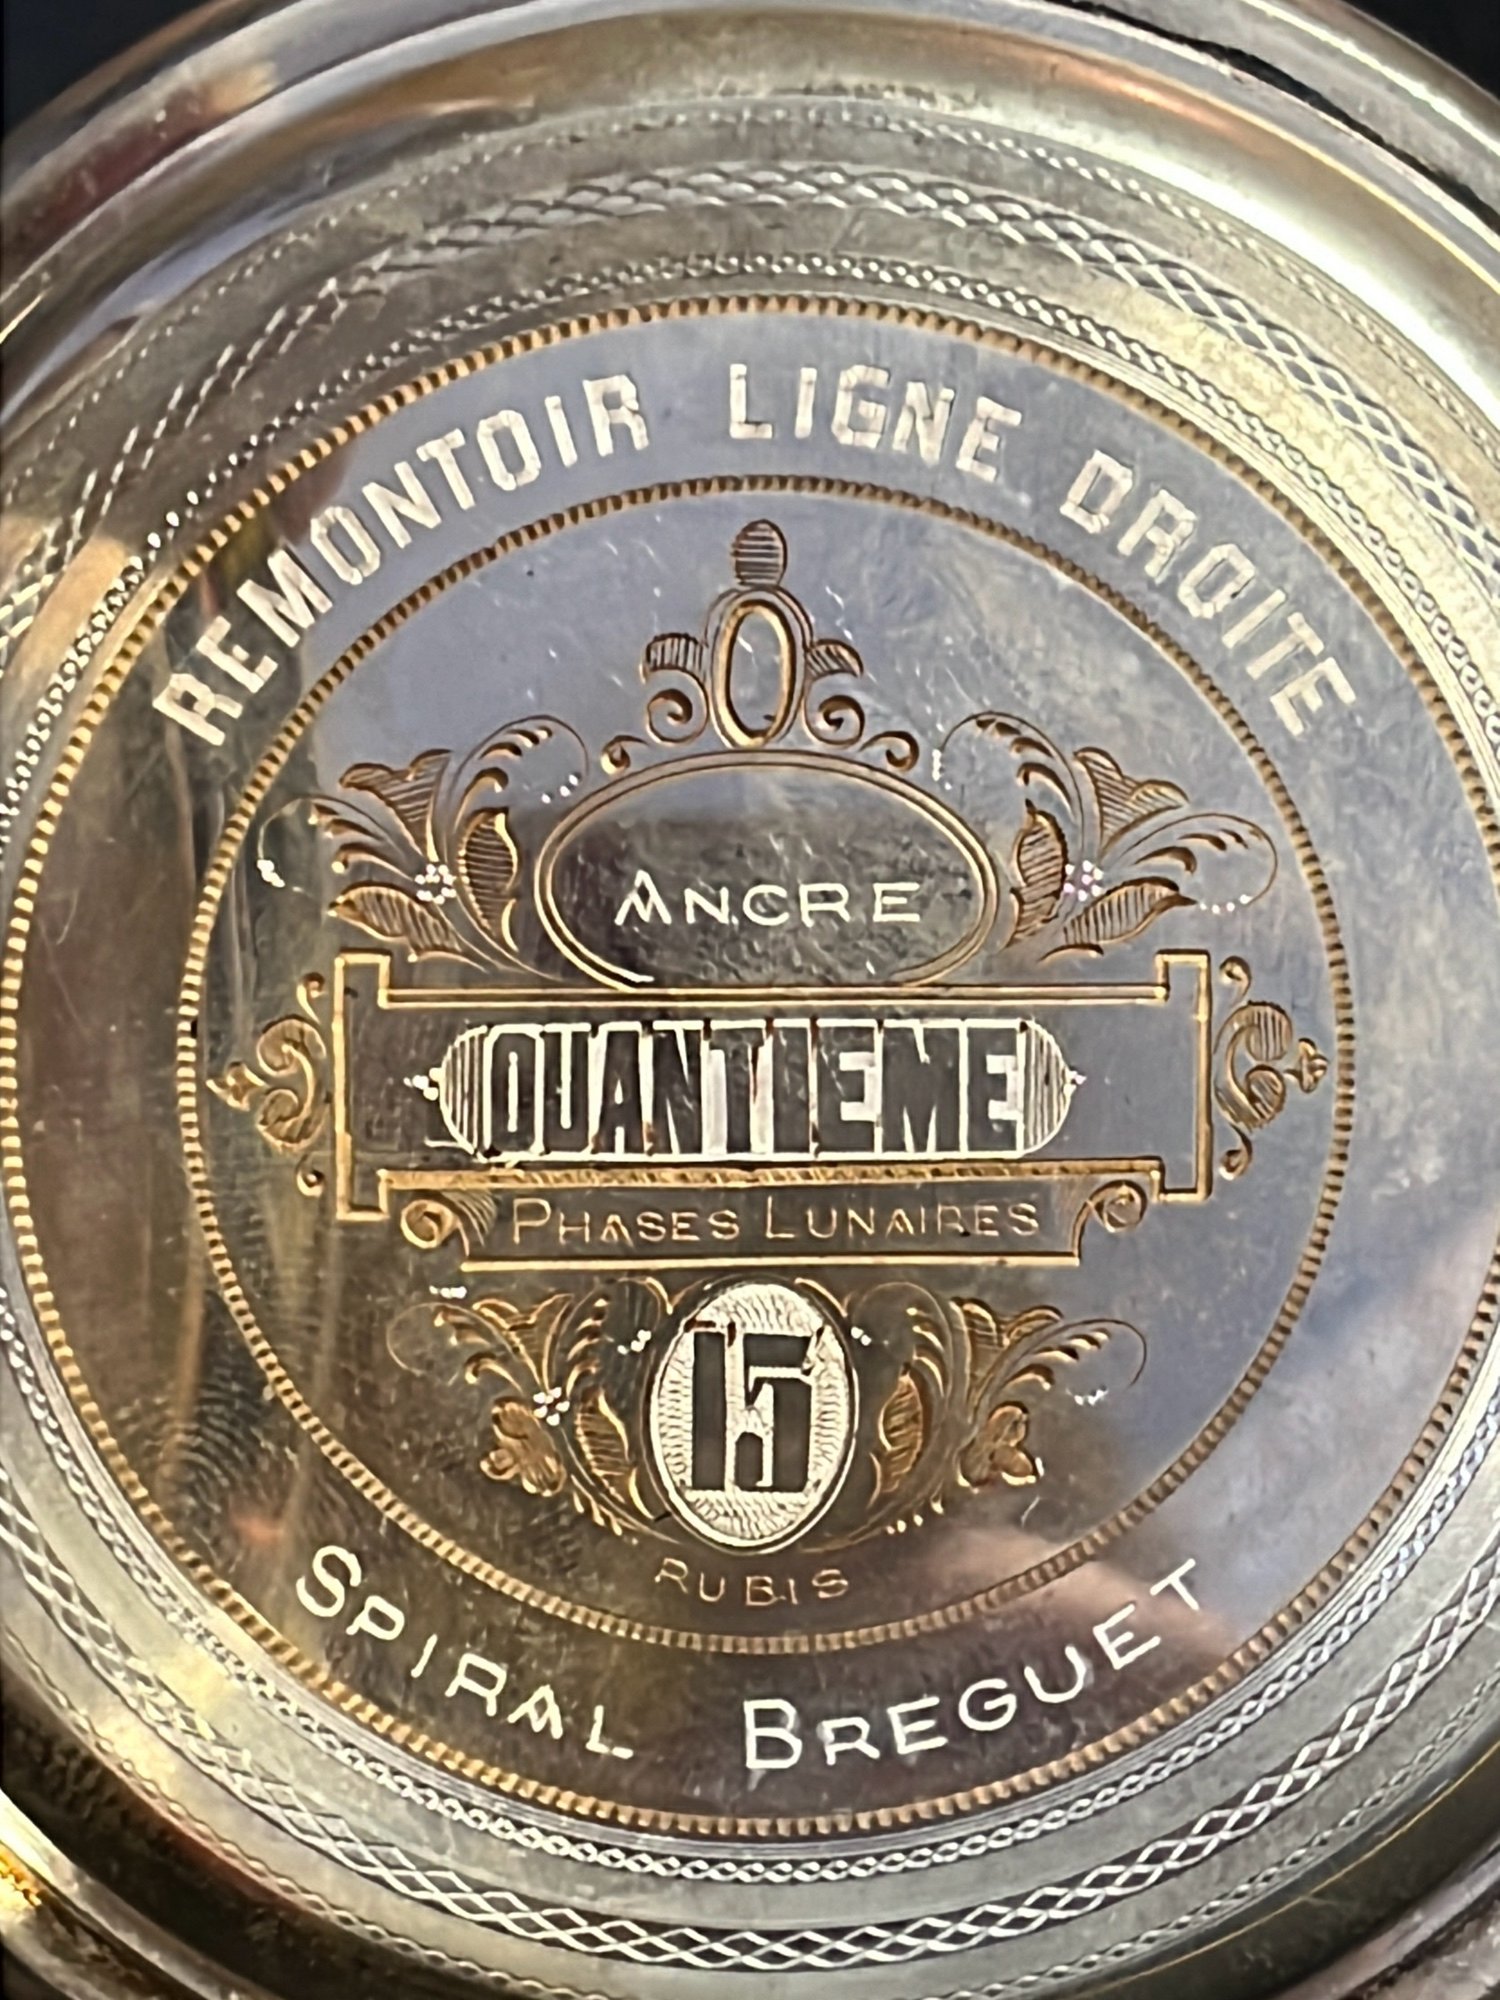 REMONTOIR LIGNE DROITE
ANCRE
QUANTIEME
PHASES LUNAIRES
15
RUBIS
SPIRAL BREGUET